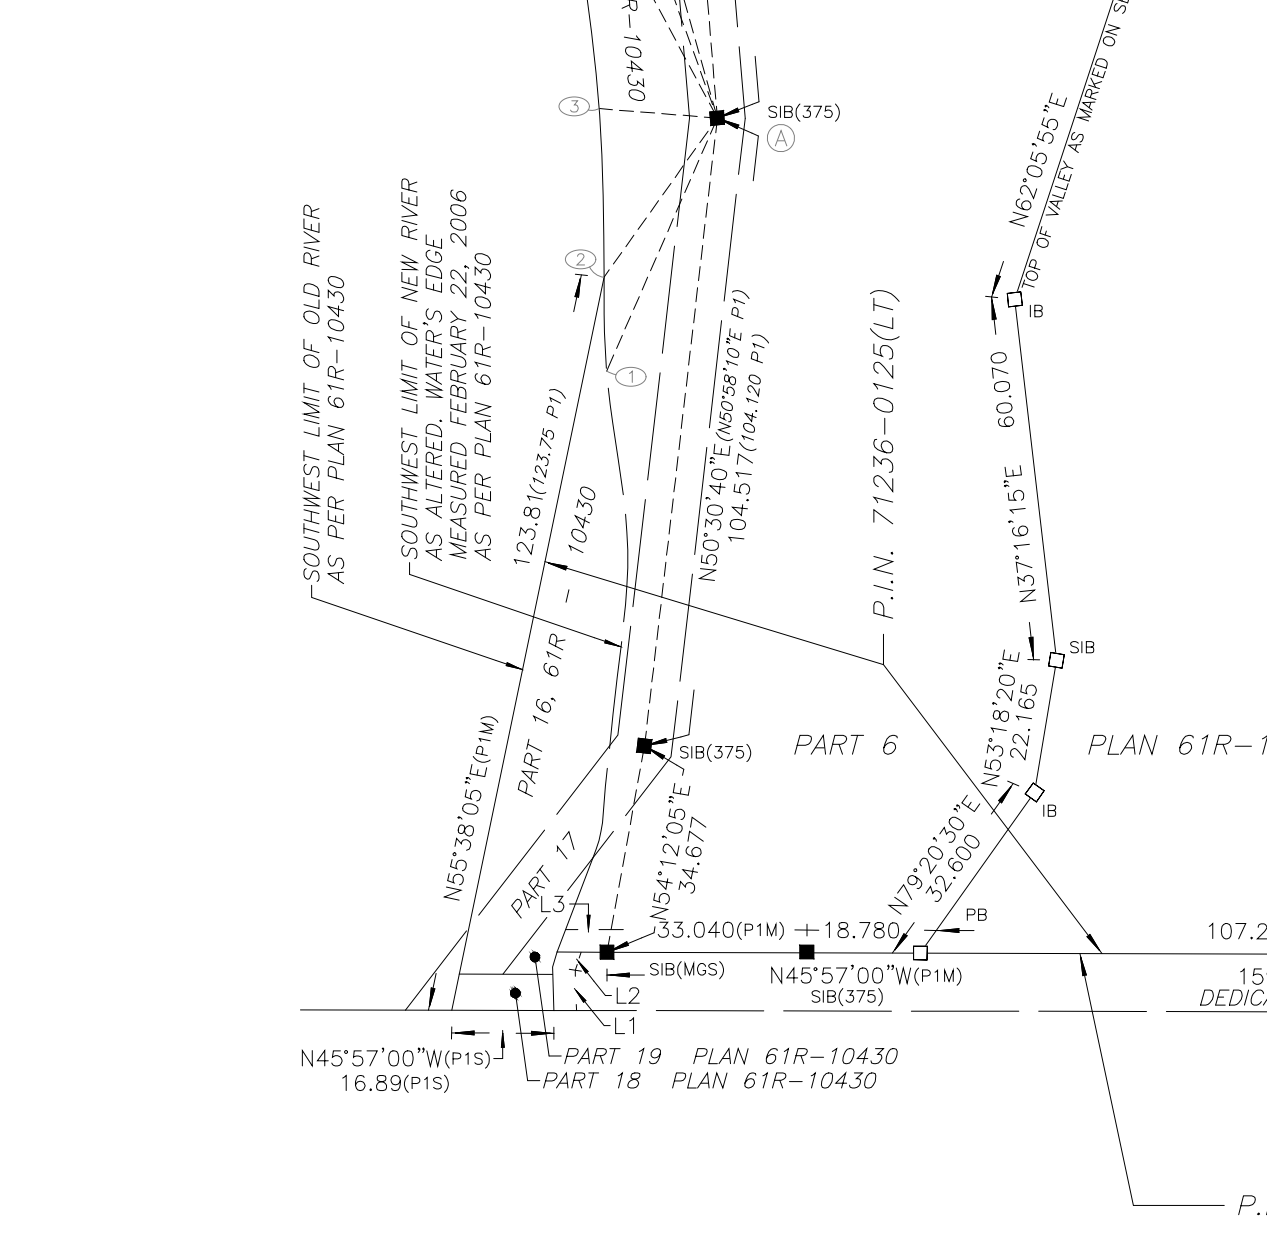 R-10430
3
SIB(375)
A
N62°05'55"E
TOP OF VALLEY AS MARKED ON
IB
2
1
SOUTHWEST LIMIT OF OLD RIVER
AS PER PLAN 61R-10430
SOUTHWEST LIMIT OF NEW RIVER
AS ALTERED. WATER'S EDGE
MEASURED FEBRUARY 22, 2006
AS PER PLAN 61R-10430
123.81(123.75 P1)
N50°30'40"E(N50°58'10"E P1)
104.517(104.120 P1)
P.I.N. 71236-0125(LT)
60.070
N37°16'15"E
SIB
N53°18'20"E
22.165
IB
PART 16, 61R - 10430
N55°38'05"E(P1M)
SIB(375)
PART 6
PLAN 61R-1
PART 17
N54°12'05"E
34.677
N79°20'30"E
32.600
L3
33.040(P1M)
18.780
PB
107.2
SIB(MGS)
N45°57'00"W(P1M)
SIB(375)
15'
DEDICA
L2
L1
N45°57'00"W(P1S)
16.89(P1S)
PART 19 PLAN 61R-10430
PART 18 PLAN 61R-10430
P.